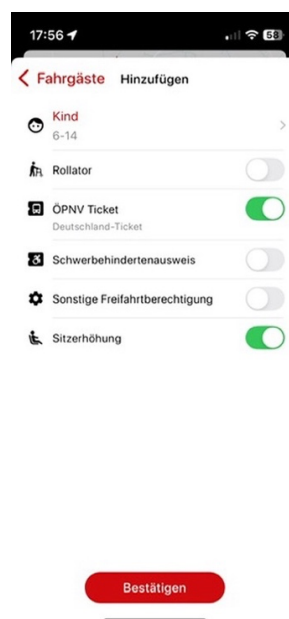 17:56 58
Fahrgäste Hinzufügen
Kind
6-14
Rollator
ÖPNV Ticket
Deutschland-Ticket
Schwerbehindertenausweis
Sonstige Freifahrtberechtigung
Sitzerhöhung
Bestätigen